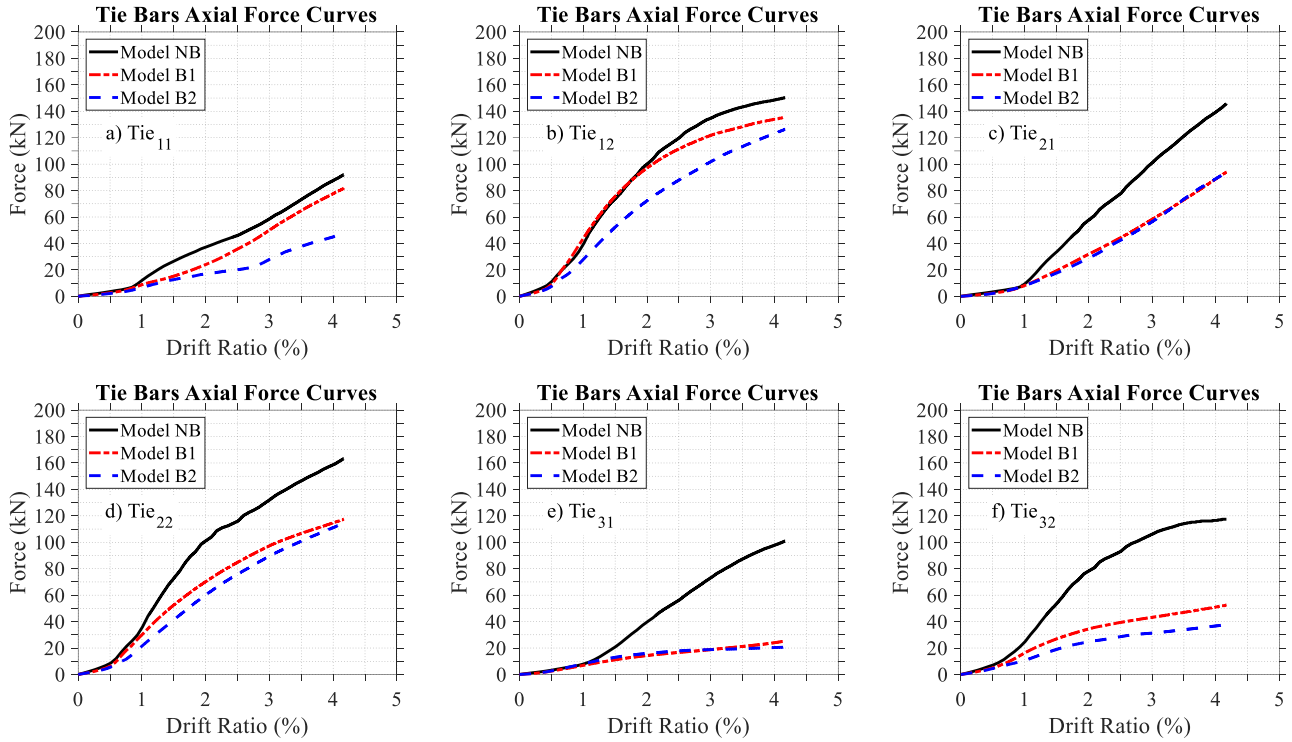 Tie Bars Axial Force Curves
200
180
160
140
120
100
80
60
40
20
0
Force (kN)
Model NB
Model B1
Model B2
a) Tie11
0 1 2 3 4 5
Drift Ratio (%)
Tie Bars Axial Force Curves
200
180
160
140
120
100
80
60
40
20
0
Force (kN)
Model NB
Model B1
Model B2
b) Tie12
0 1 2 3 4 5
Drift Ratio (%)
Tie Bars Axial Force Curves
200
180
160
140
120
100
80
60
40
20
0
Force (kN)
Model NB
Model B1
Model B2
c) Tie21
0 1 2 3 4 5
Drift Ratio (%)
Tie Bars Axial Force Curves
200
180
160
140
120
100
80
60
40
20
0
Force (kN)
Model NB
Model B1
Model B2
d) Tie22
0 1 2 3 4 5
Drift Ratio (%)
Tie Bars Axial Force Curves
200
180
160
140
120
100
80
60
40
20
0
Force (kN)
Model NB
Model B1
Model B2
e) Tie31
0 1 2 3 4 5
Drift Ratio (%)
Tie Bars Axial Force Curves
200
180
160
140
120
100
80
60
40
20
0
Force (kN)
Model NB
Model B1
Model B2
f) Tie32
0 1 2 3 4 5
Drift Ratio (%)